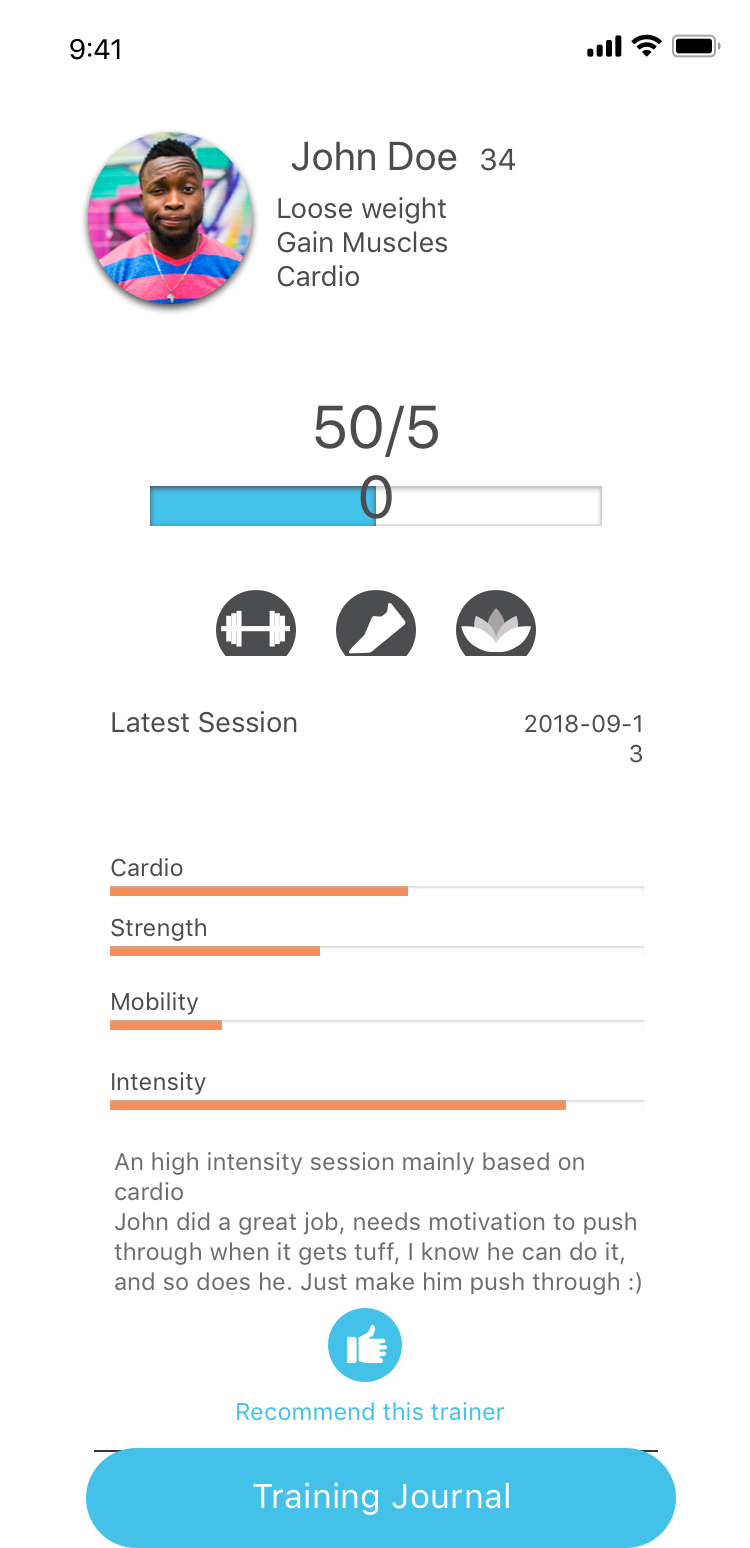 9:41
John Doe 34
Loose weight
Gain Muscles
Cardio
50/5
0
Latest Session 2018-09-1
3
Cardio
Strength
Mobility
Intensity
An high intensity session mainly based on
cardio
John did a great job, needs motivation to push
through when it gets tuff, I know he can do it,
and so does he. Just make him push through :)
Recommend this trainer
Training Journal